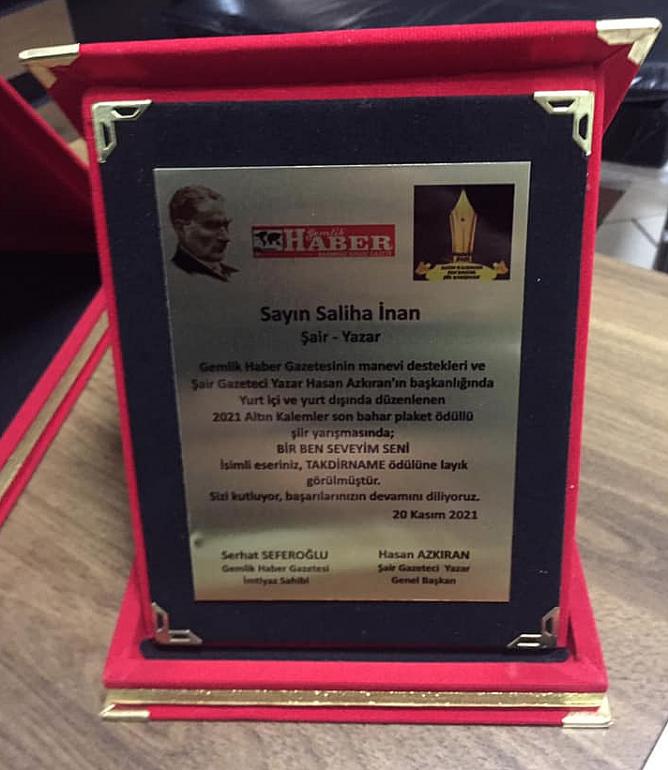 Gemlik
HABER
Sayın Saliha İnan
Şair - Yazar
Gemlik Haber Gazetesinin manevi destekleri ve
Şair Gazeteci Yazar Hasan Azkıran'ın başkanlığında
Yurt içi ve yurt dışında düzenlenen
2021 Altın Kalemler son bahar plaket ödüllü
şiir yarışmasında;
BİR BEN SEVEYİM SENİ
İsimli eseriniz, TAKDİRNAME ödülüne layık
görülmüştür.
Sizi kutluyor, başarılarınızın devamını diliyoruz.
20 Kasım 2021
Serhat SEFEROĞLU
Gemlik Haber Gazetesi
İmtiyaz Sahibi
Hasan AZKIRAN
Şair Gazeteci Yazar
Genel Başkan